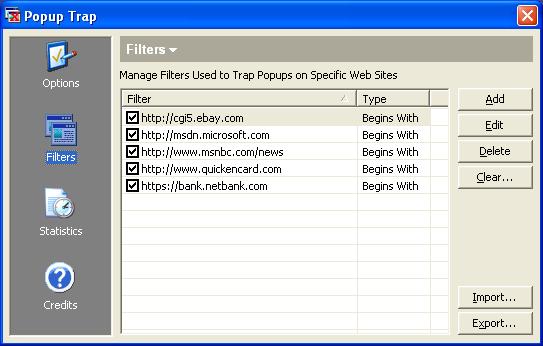 Popup Trap
Options
Filters
Statistics
Credits
Filters
Manage Filters Used to Trap Popups on Specific Web Sites
Filter Type
http://cgi5.ebay.com Begins With
http://msdn.microsoft.com Begins With
http://www.msnbc.com/news Begins With
http://www.quickencard.com Begins With
https://bank.netbank.com Begins With
Add
Edit
Delete
Clear...
Import...
Export...